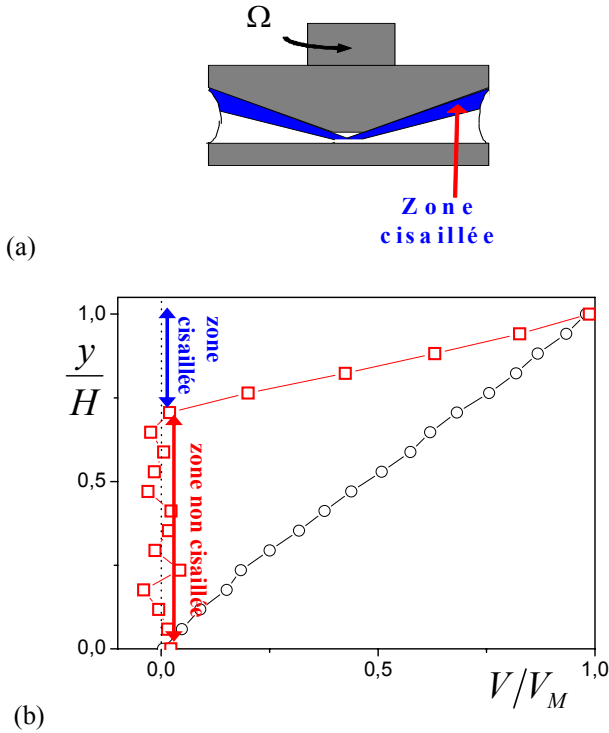 Ω
Zone
cisaillée
(a)
1,0
0,5
0,0
y/H
zone
cisaillée
zone non cisaillée
0,0
0,5
1,0
V/V_M
(b)